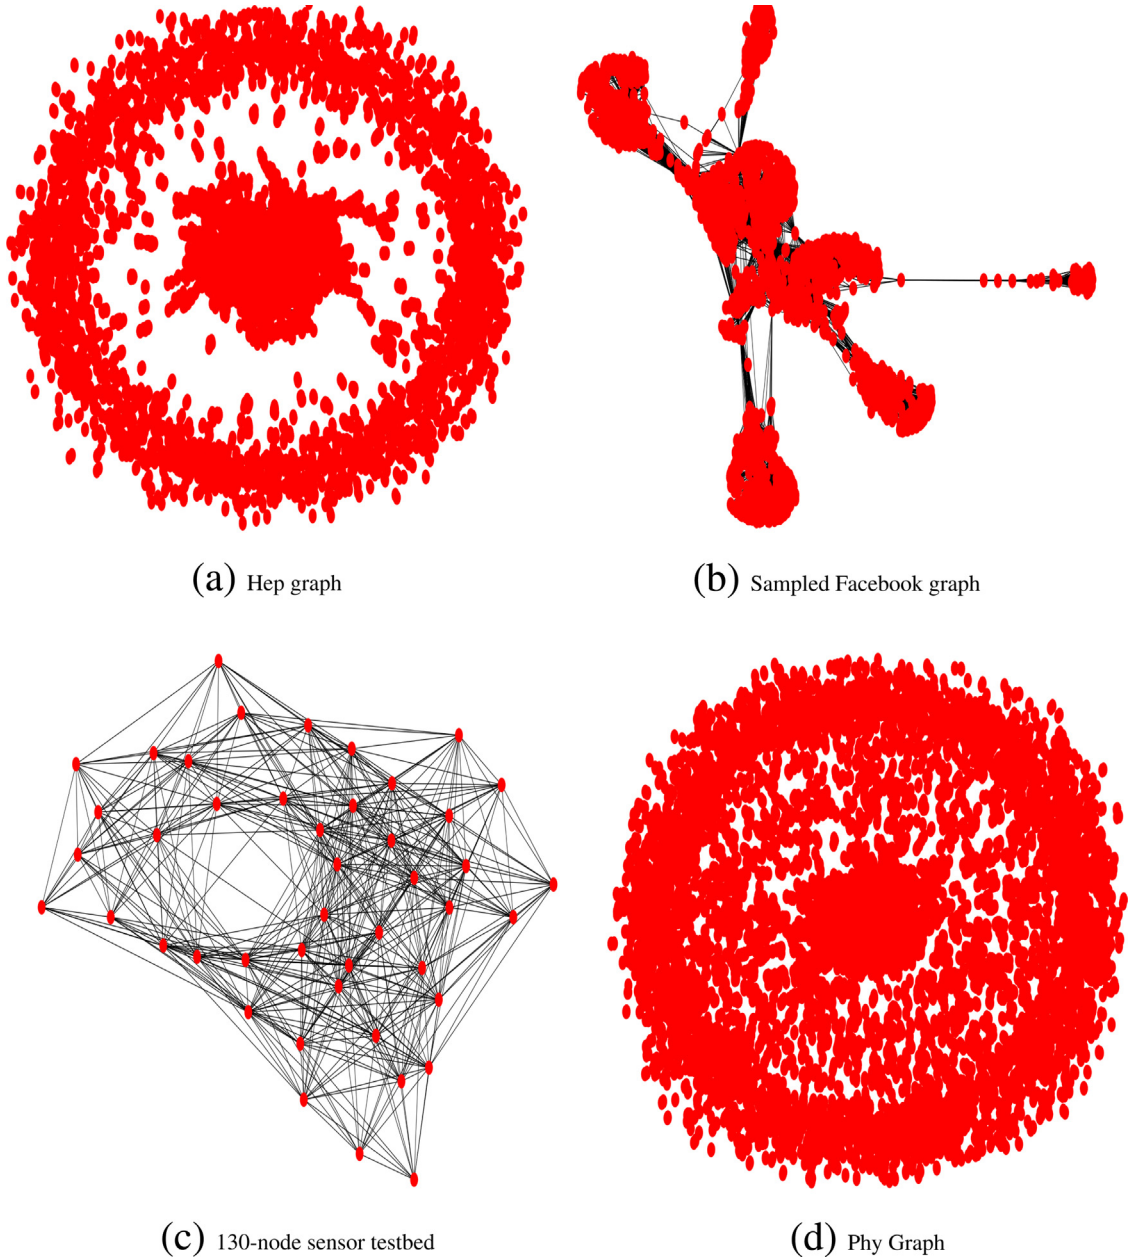 (a) Hep graph
(b) Sampled Facebook graph
(c) 130-node sensor testbed
(d) Phy Graph